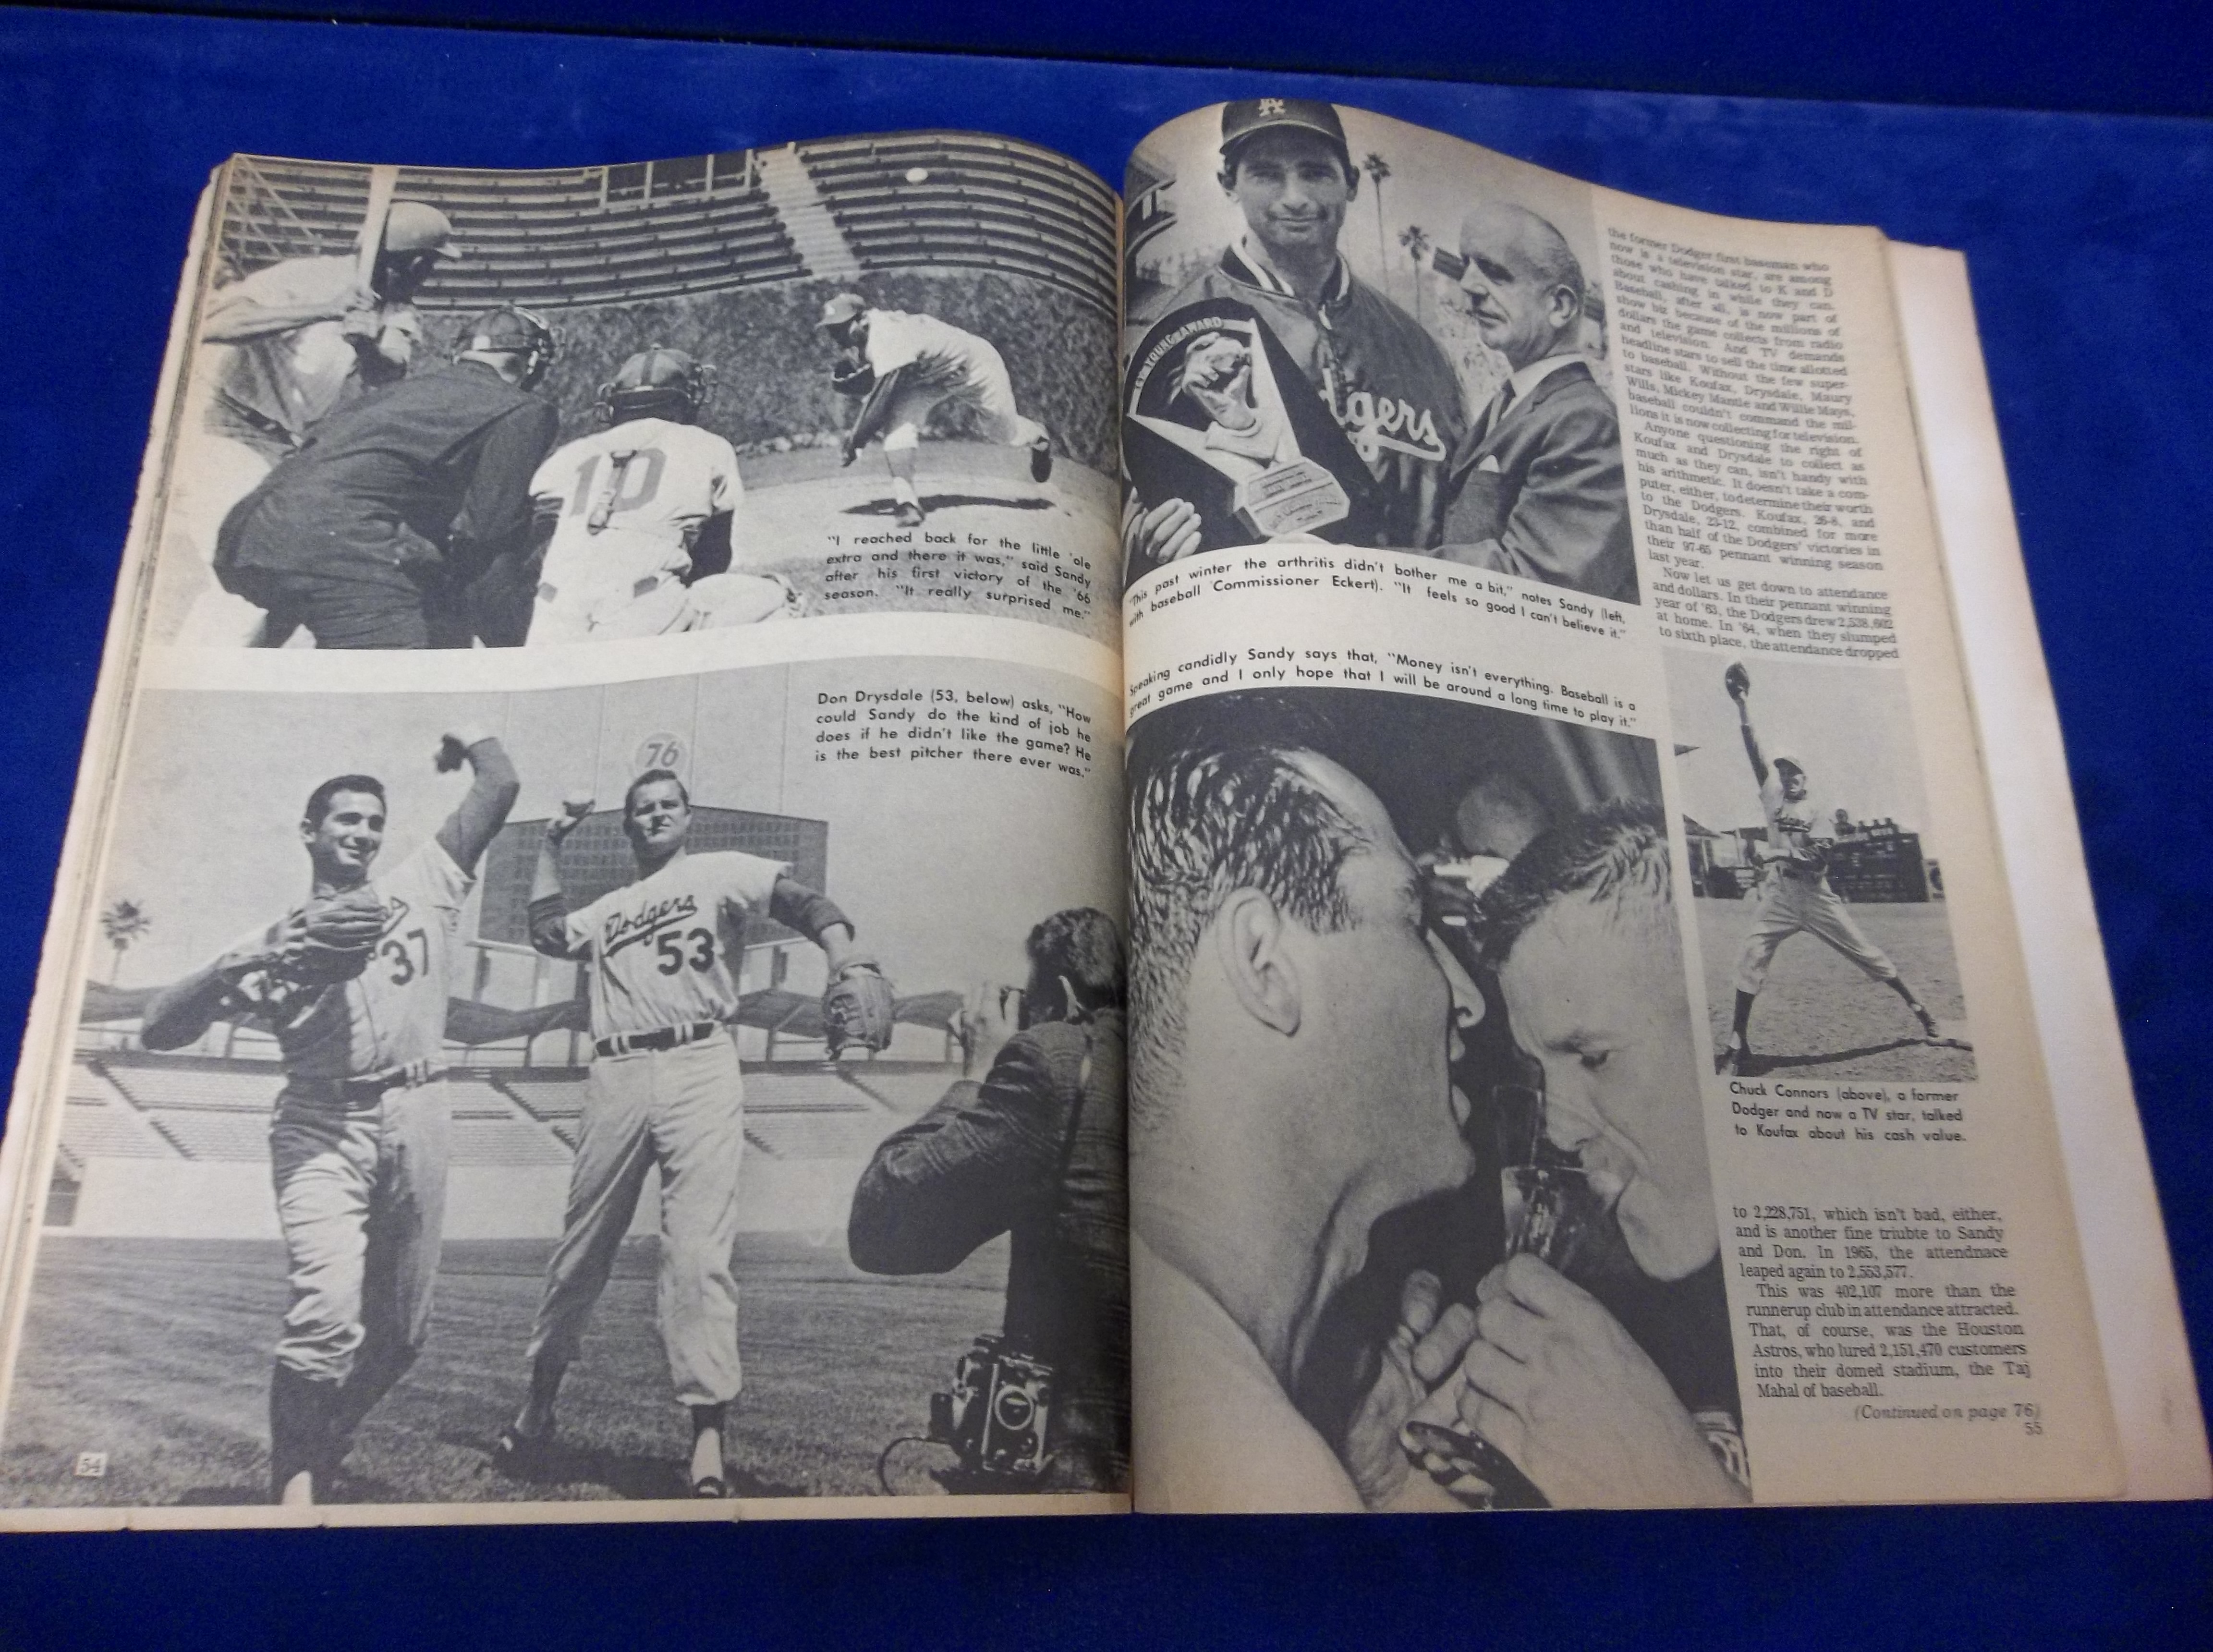 10
"I reached back for the little 'ole
extra and there it was," said Sandy
after his first victory of the '66
season. "It really surprised me."
Don Drysdale (53, below) asks, "How
could Sandy do the kind of job he
does if he didn't like the game? He
is the best pitcher there ever was."
76
37
Dodgers
53
54
LA
CY YOUNG AWARD
dgers
"This past winter the arthritis didn't bother me a bit," notes Sandy (left,
with baseball Commissioner Eckert). "It feels so good I can't believe it."
Speaking candidly Sandy says that, "Money isn't everything. Baseball is a
great game and I only hope that I will be around a long time to play it."
the former Dodger first baseman who
now is a television star, are among
those who have talked to K and D
about cashing in while they can.
Baseball, after all, is now part of
show biz because of the millions of
dollars the game collects from radio
and television. And TV demands
headline stars to sell the time allotted
to baseball. Without the few super-
stars like Koufax, Drysdale, Maury
Wills, Mickey Mantle and Willie Mays,
baseball couldn't command the mil-
lions it is now collecting for television.
Anyone questioning the right of
Koufax and Drysdale to collect as
much as they can, isn't handy with
his arithmetic. It doesn't take a com-
puter, either, to determine their worth
to the Dodgers. Koufax, 26-8, and
Drysdale, 23-12, combined for more
than half of the Dodgers' victories in
their 97-65 pennant winning season
last year.
Now let us get down to attendance
and dollars. In their pennant winning
year of '63, the Dodgers drew 2,538,602
at home. In '64, when they slumped
to sixth place, the attendance dropped
Dodgers
Chuck Connors (above), a former
Dodger and now a TV star, talked
to Koufax about his cash value.
to 2,228,751, which isn't bad, either,
and is another fine triubte to Sandy
and Don. In 1965, the attendnace
leaped again to 2,553,577.
This was 402,107 more than the
runnerup club in attendance attracted.
That, of course, was the Houston
Astros, who lured 2,151,470 customers
into their domed stadium, the Taj
Mahal of baseball.
(Continued on page 76)
55